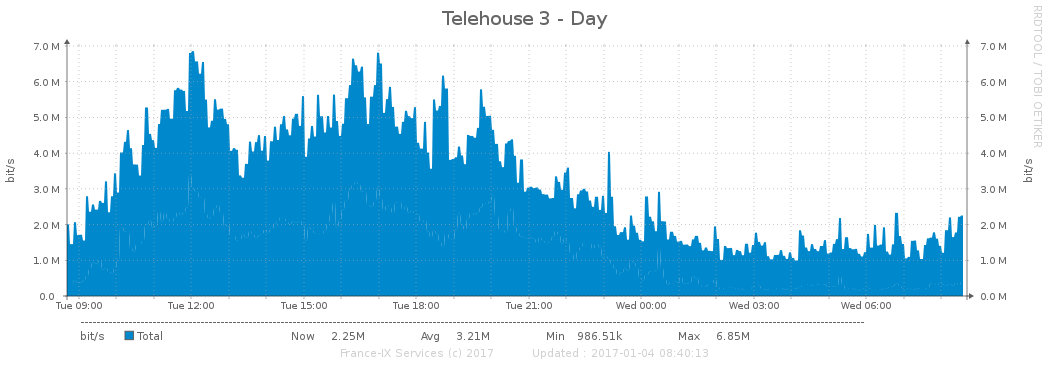 Telehouse 3 - Day
RRDTOOL / TOBI OETIKER
bit/s
7.0 M
6.0 M
5.0 M
4.0 M
3.0 M
2.0 M
1.0 M
0.0
7.0 M
6.0 M
5.0 M
4.0 M
3.0 M
2.0 M
1.0 M
0.0 M
bit/s
Tue 09:00 Tue 12:00 Tue 15:00 Tue 18:00 Tue 21:00 Wed 00:00 Wed 03:00 Wed 06:00
bit/s Total Now 2.25M Avg 3.21M Min 986.51k Max 6.85M
France-IX Services (c) 2017 Updated : 2017-01-04 08:40:13